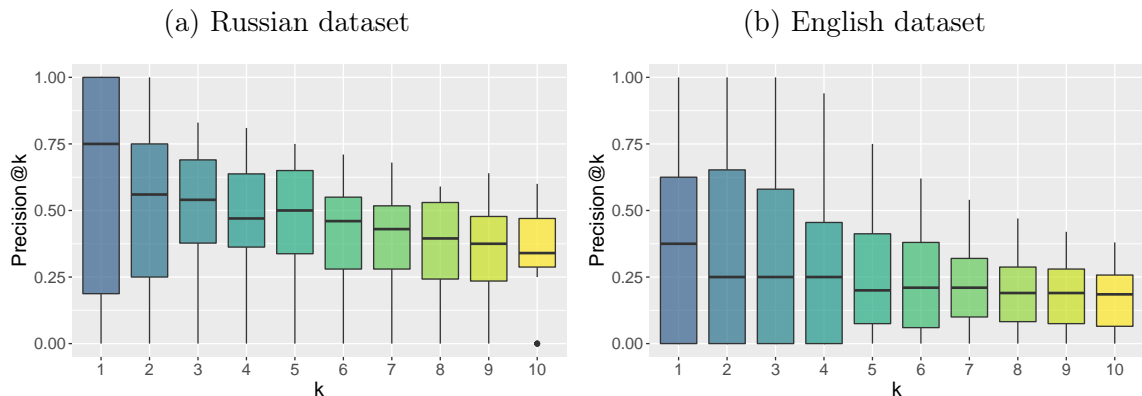 (a) Russian dataset
(b) English dataset
Precision@k
1.00
0.75
0.50
0.25
0.00
1 2 3 4 5 6 7 8 9 10
k
Precision@k
1.00
0.75
0.50
0.25
0.00
1 2 3 4 5 6 7 8 9 10
k